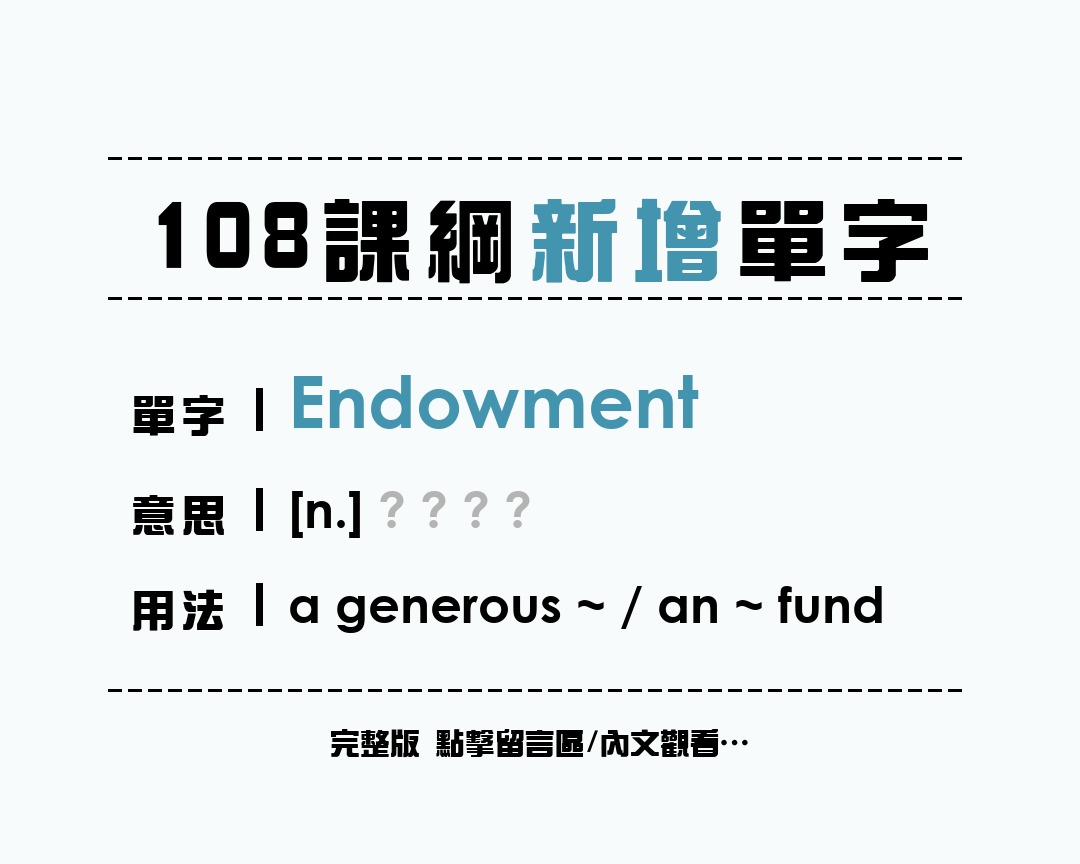 108課綱新增單字
單字 | Endowment
意思 | [n.] ? ? ? ?
用法 | a generous ~ / an ~ fund
完整版 點擊留言區/內文觀看…